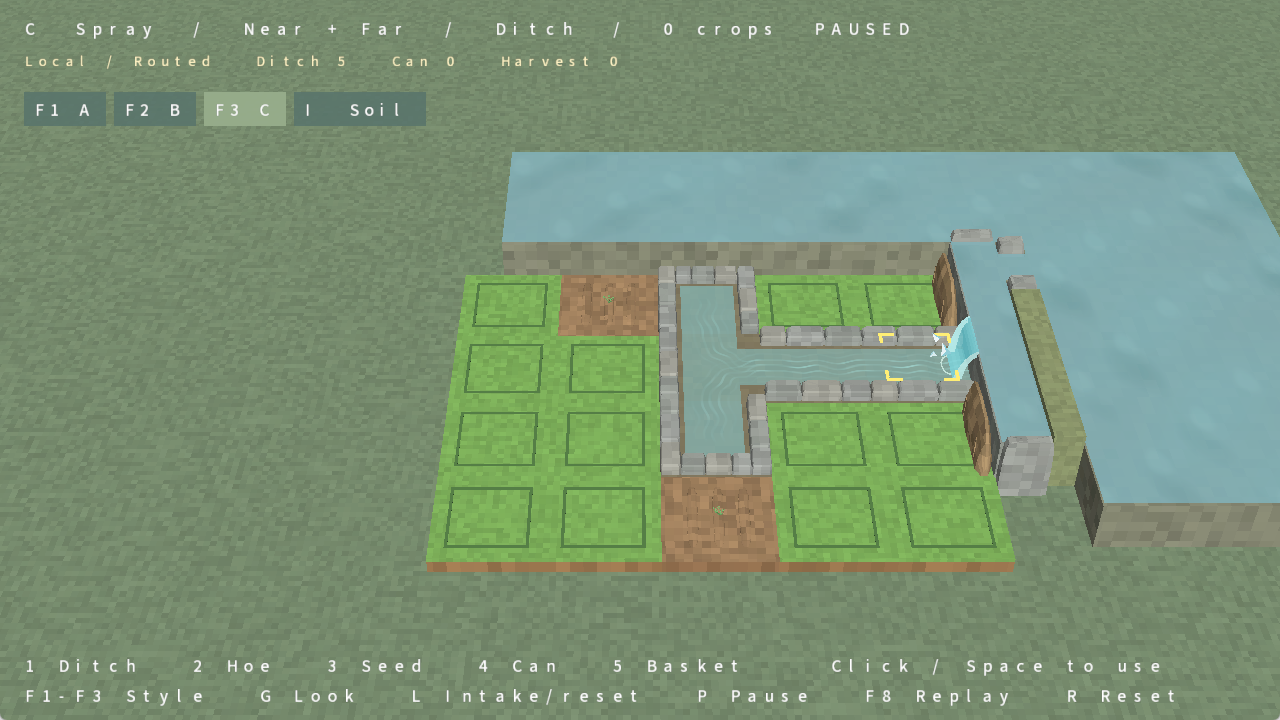 C Spray / Near + Far / Ditch / 0 crops PAUSED
Local / Routed Ditch 5 Can 0 Harvest 0
F1 A F2 B F3 C I Soil
1 Ditch 2 Hoe 3 Seed 4 Can 5 Basket Click / Space to use
F1-F3 Style G Look L Intake/reset P Pause F8 Replay R Reset